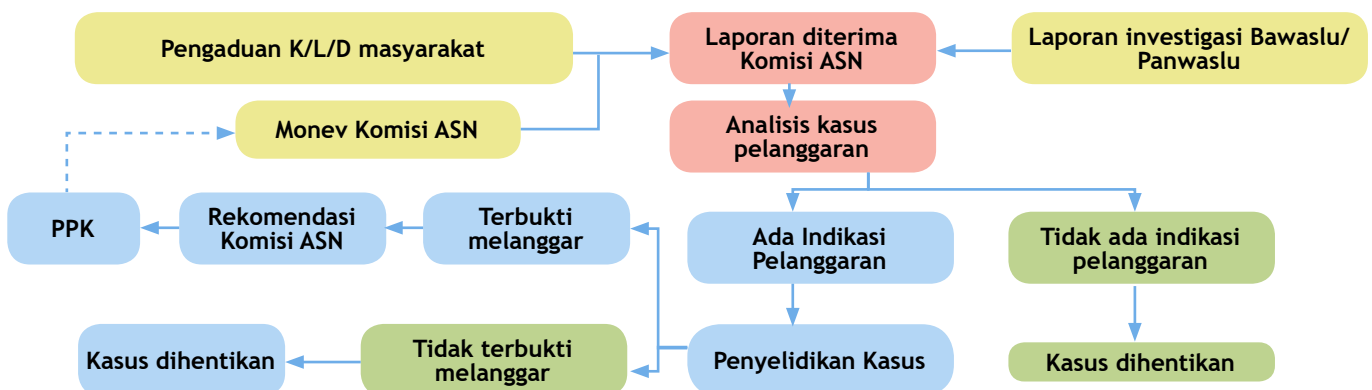 Pengaduan K/L/D masyarakat
Laporan diterima
Komisi ASN
Laporan investigasi Bawaslu/
Panwaslu
Monev Komisi ASN
Analisis kasus
pelanggaran
PPK
Rekomendasi
Komisi ASN
Terbukti
melanggar
Ada Indikasi
Pelanggaran
Tidak ada indikasi
pelanggaran
Kasus dihentikan
Tidak terbukti
melanggar
Penyelidikan Kasus
Kasus dihentikan